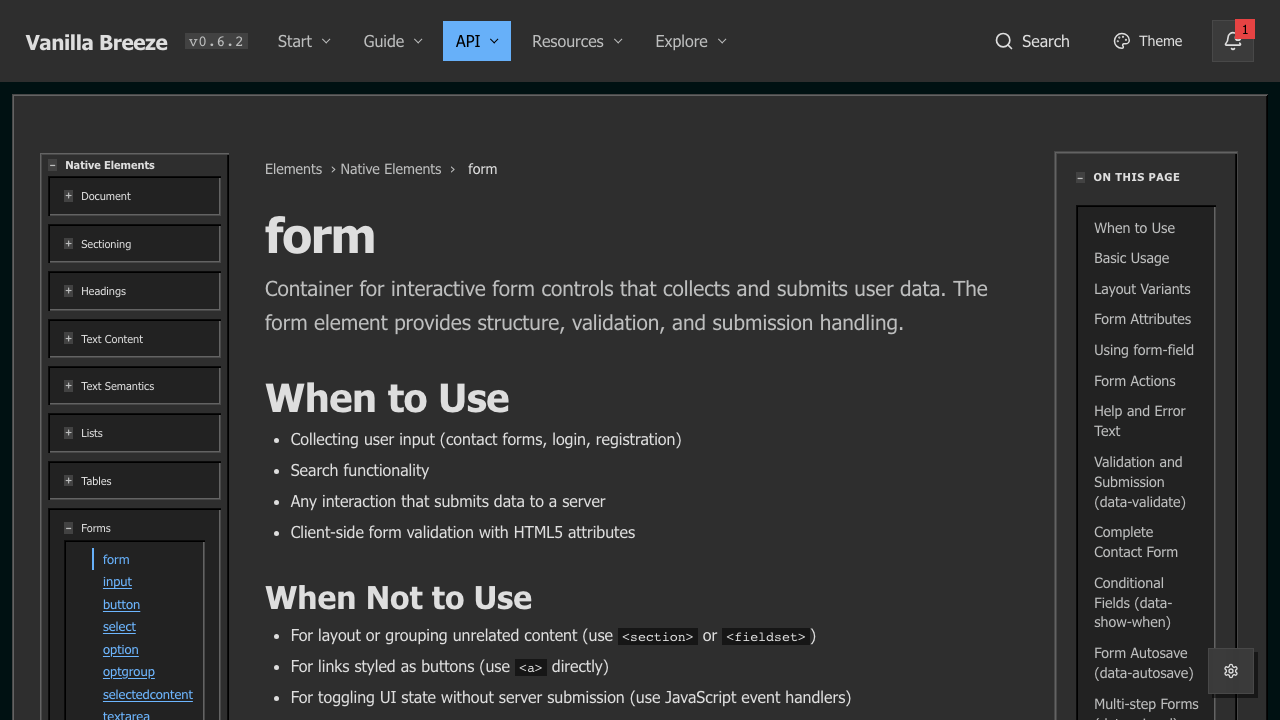 Vanilla Breeze v0.6.2 Start Guide API Resources Explore Search Theme 1
Native Elements
Document
Sectioning
Headings
Text Content
Text Semantics
Lists
Tables
Forms
form
input
button
select
option
optgroup
selectedcontent
textarea
Elements › Native Elements › form
form
Container for interactive form controls that collects and submits user data. The
form element provides structure, validation, and submission handling.
When to Use
• Collecting user input (contact forms, login, registration)
• Search functionality
• Any interaction that submits data to a server
• Client-side form validation with HTML5 attributes
When Not to Use
• For layout or grouping unrelated content (use <section> or <fieldset>)
• For links styled as buttons (use <a> directly)
• For toggling UI state without server submission (use JavaScript event handlers)
ON THIS PAGE
When to Use
Basic Usage
Layout Variants
Form Attributes
Using form-field
Form Actions
Help and Error
Text
Validation and
Submission
(data-validate)
Complete
Contact Form
Conditional
Fields (data-
show-when)
Form Autosave
(data-autosave)
Multi-step Forms